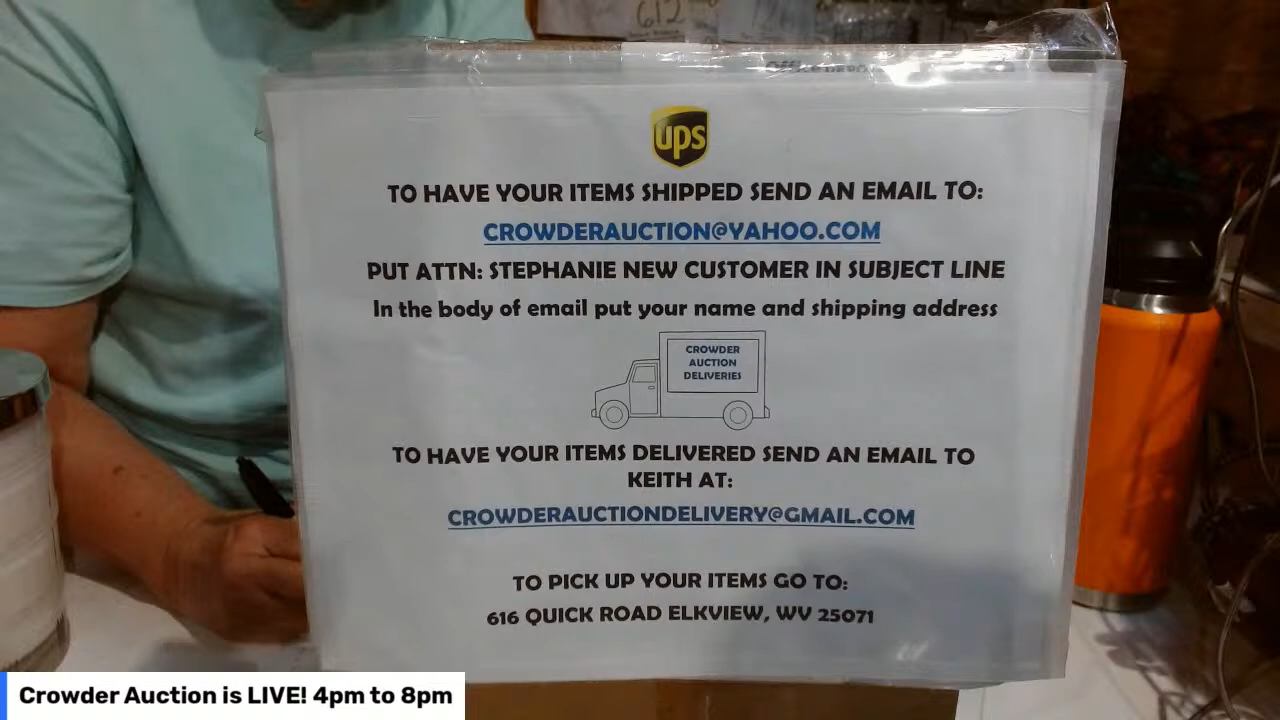 612
ups
TO HAVE YOUR ITEMS SHIPPED SEND AN EMAIL TO:
CROWDERAUCTION@YAHOO.COM
PUT ATTN: STEPHANIE NEW CUSTOMER IN SUBJECT LINE
In the body of email put your name and shipping address
CROWDER
AUCTION
DELIVERIES
TO HAVE YOUR ITEMS DELIVERED SEND AN EMAIL TO
KEITH AT:
CROWDERAUCTIONDELIVERY@GMAIL.COM
TO PICK UP YOUR ITEMS GO TO:
616 QUICK ROAD ELKVIEW, WV 25071
Crowder Auction is LIVE! 4pm to 8pm